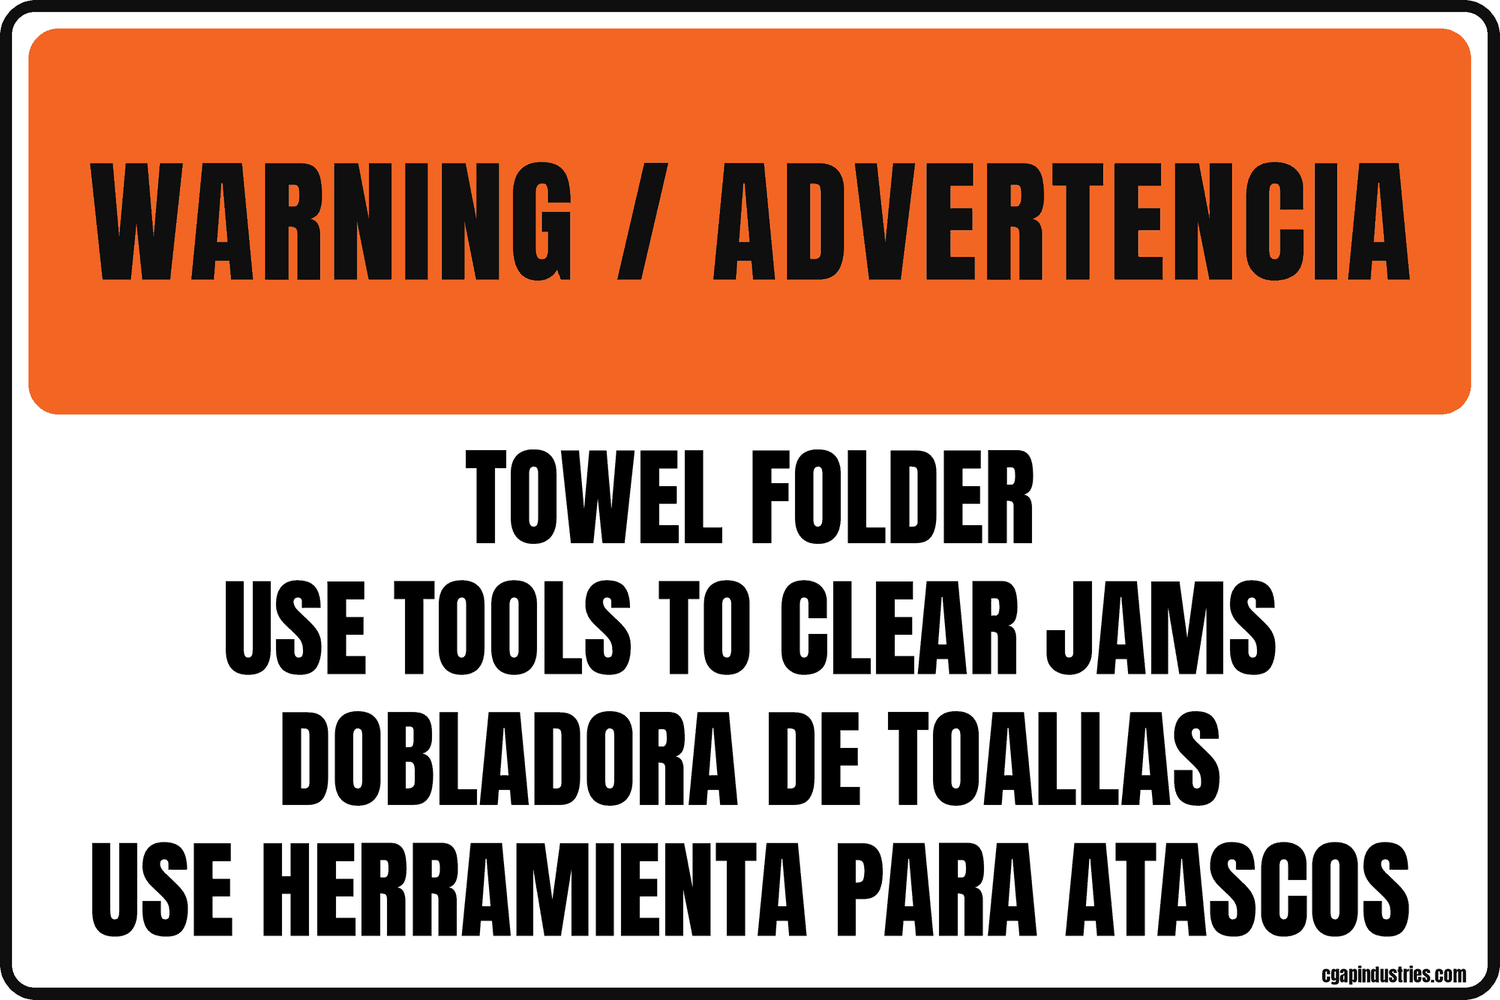 WARNING / ADVERTENCIA
TOWEL FOLDER
USE TOOLS TO CLEAR JAMS
DOBLADORA DE TOALLAS
USE HERRAMIENTA PARA ATASCOS
cgapindustries.com